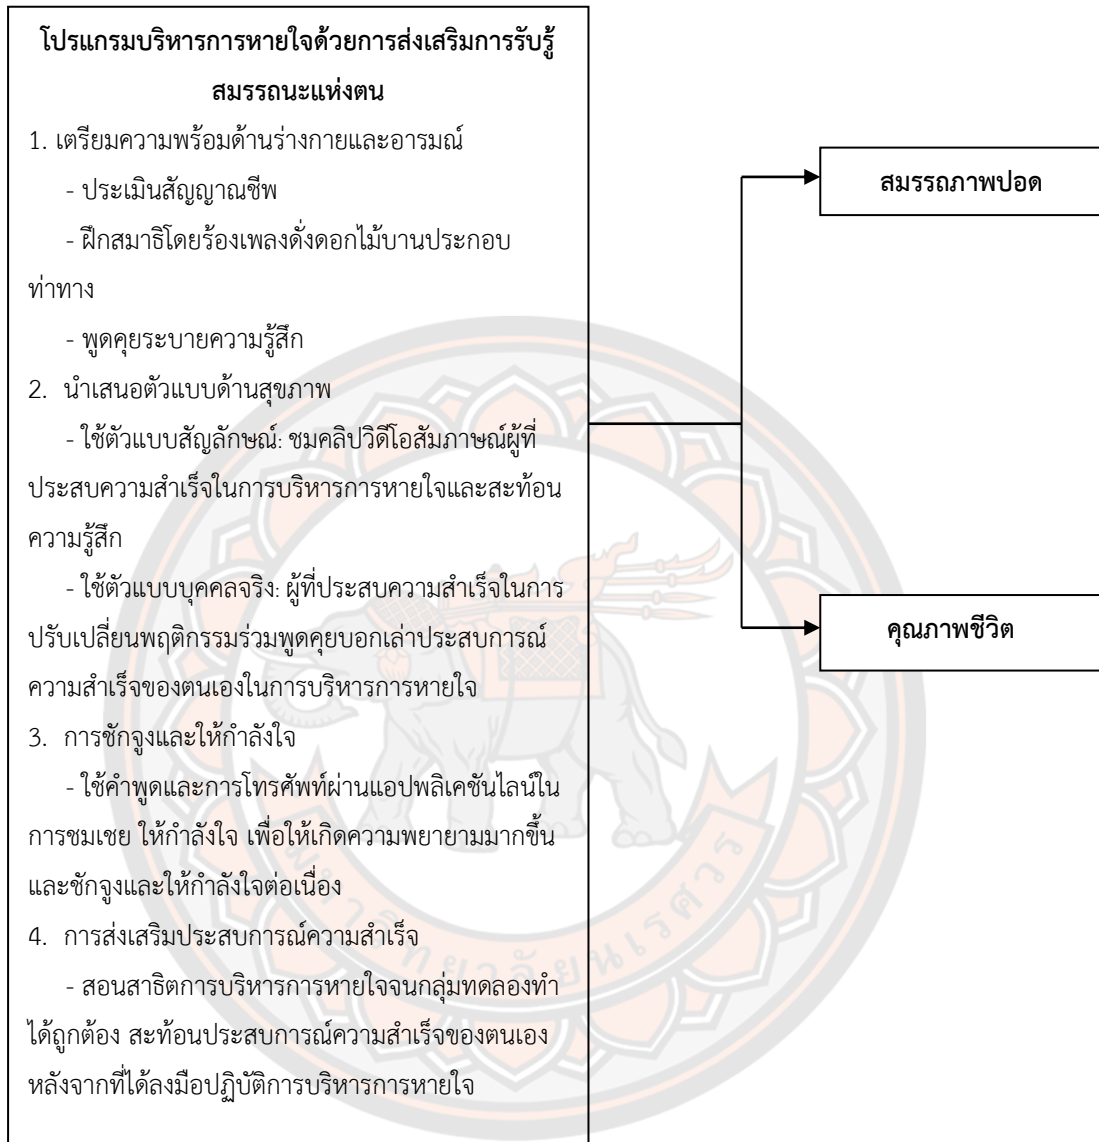 โปรแกรมบริหารการหายใจด้วยการส่งเสริมการรับรู้
สมรรถนะแห่งตน
1. เตรียมความพร้อมด้านร่างกายและอารมณ์
- ประเมินสัญญาณชีพ
- ฝึกสมาธิโดยร้องเพลงดั่งดอกไม้บานประกอบ
ท่าทาง
- พูดคุยระบายความรู้สึก
2. นำเสนอตัวแบบด้านสุขภาพ
- ใช้ตัวแบบสัญลักษณ์: ชมคลิปวิดีโอสัมภาษณ์ผู้ที่
ประสบความสำเร็จในการบริหารการหายใจและสะท้อน
ความรู้สึก
- ใช้ตัวแบบบุคคลจริง: ผู้ที่ประสบความสำเร็จในการ
ปรับเปลี่ยนพฤติกรรมร่วมพูดคุยบอกเล่าประสบการณ์
ความสำเร็จของตนเองในการบริหารการหายใจ
3. การชักจูงและให้กำลังใจ
- ใช้คำพูดและการโทรศัพท์ผ่านแอปพลิเคชันไลน์ใน
การชมเชย ให้กำลังใจ เพื่อให้เกิดความพยายามมากขึ้น
และชักจูงและให้กำลังใจต่อเนื่อง
4. การส่งเสริมประสบการณ์ความสำเร็จ
- สอนสาธิตการบริหารการหายใจจนกลุ่มทดลองทำ
ได้ถูกต้อง สะท้อนประสบการณ์ความสำเร็จของตนเอง
หลังจากที่ได้ลงมือปฏิบัติการบริหารการหายใจ
สมรรถภาพปอด
คุณภาพชีวิต
มหาวิทยาลัยนเรศวร